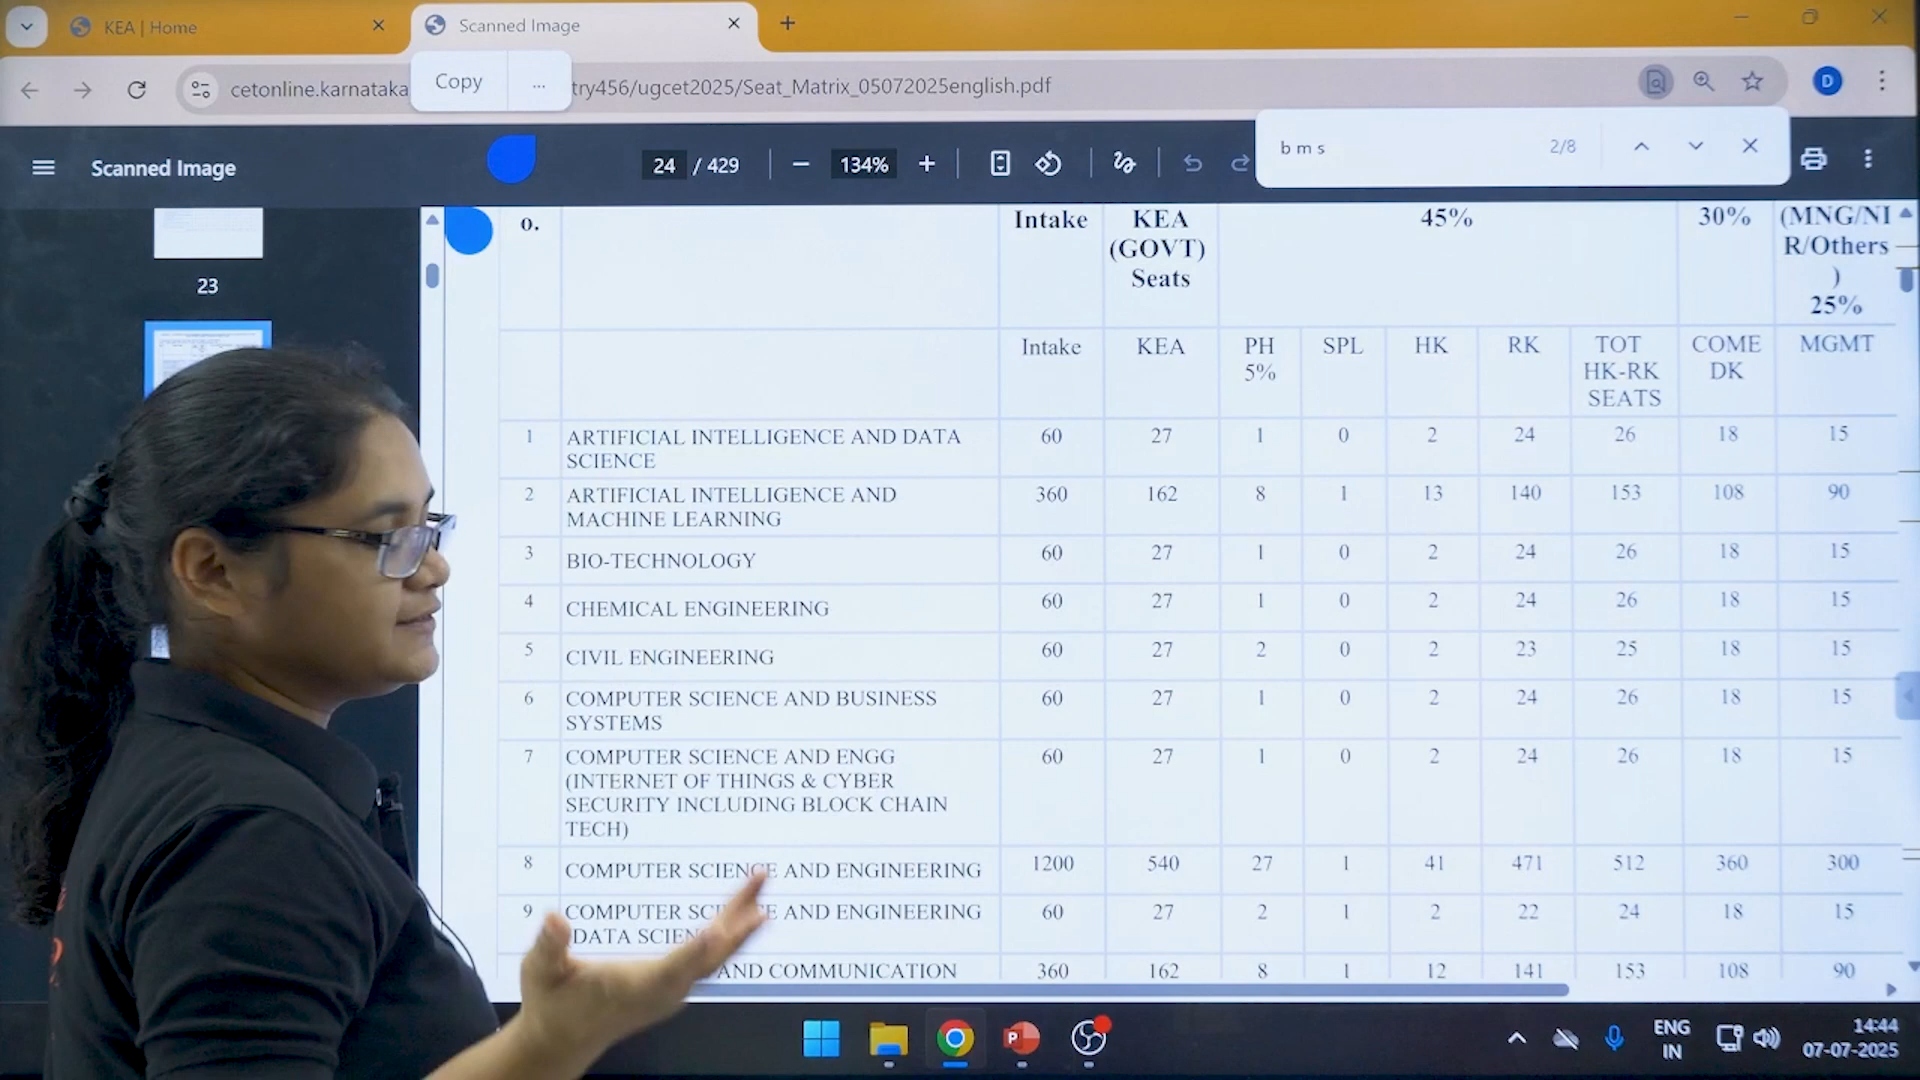 KEA | Home
Scanned Image
cetonline.karnataka
Copy
...
try456/ugcet2025/Seat_Matrix_05072025english.pdf
D
Scanned Image
24 / 429
134%
b m s
2/8
23
o.
Intake
KEA
(GOVT)
Seats
45%
30%
(MNG/NI
R/Others
)
25%
Intake
KEA
PH
5%
SPL
HK
RK
TOT
HK-RK
SEATS
COME
DK
MGMT
1 ARTIFICIAL INTELLIGENCE AND DATA 60 27 1 0 2 24 26 18 15
SCIENCE
2 ARTIFICIAL INTELLIGENCE AND 360 162 8 1 13 140 153 108 90
MACHINE LEARNING
3 BIO-TECHNOLOGY 60 27 1 0 2 24 26 18 15
4 CHEMICAL ENGINEERING 60 27 1 0 2 24 26 18 15
5 CIVIL ENGINEERING 60 27 2 0 2 23 25 18 15
6 COMPUTER SCIENCE AND BUSINESS 60 27 1 0 2 24 26 18 15
SYSTEMS
7 COMPUTER SCIENCE AND ENGG 60 27 1 0 2 24 26 18 15
(INTERNET OF THINGS & CYBER
SECURITY INCLUDING BLOCK CHAIN
TECH)
8 COMPUTER SCIENCE AND ENGINEERING 1200 540 27 1 41 471 512 360 300
9 COMPUTER SCIENCE AND ENGINEERING 60 27 2 1 2 22 24 18 15
DATA SCIEN
AND COMMUNICATION 360 162 8 1 12 141 153 108 90
P
ENG
IN
14:44
07-07-2025